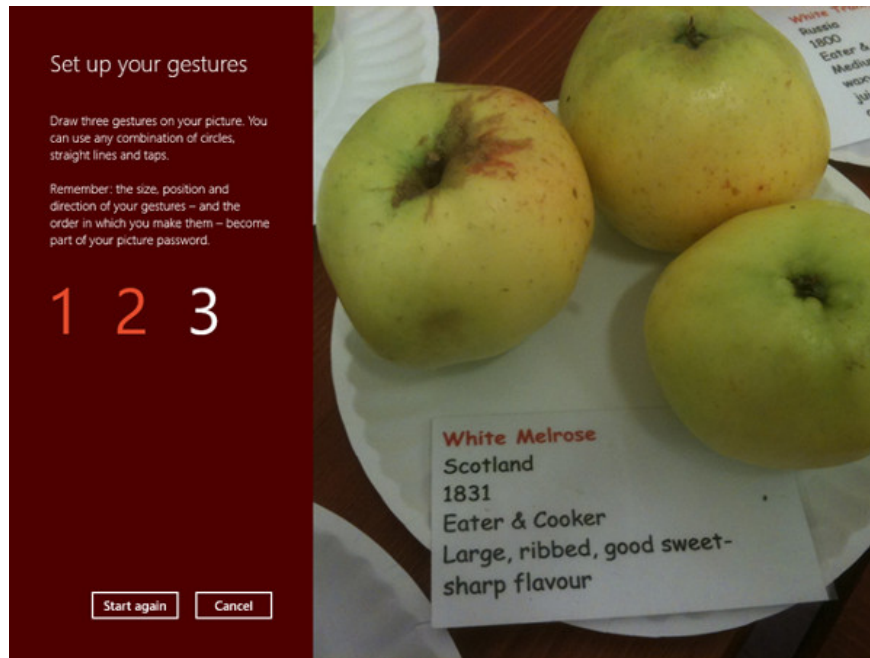 Set up your gestures
Draw three gestures on your picture. You
can use any combination of circles,
straight lines and taps.
Remember: the size, position and
direction of your gestures – and the
order in which you make them – become
part of your picture password.
1 2 3
Start again
Cancel
White
Russia
1800
Eater &
White Melrose
Scotland
1831
Eater & Cooker
Large, ribbed, good sweet-
sharp flavour